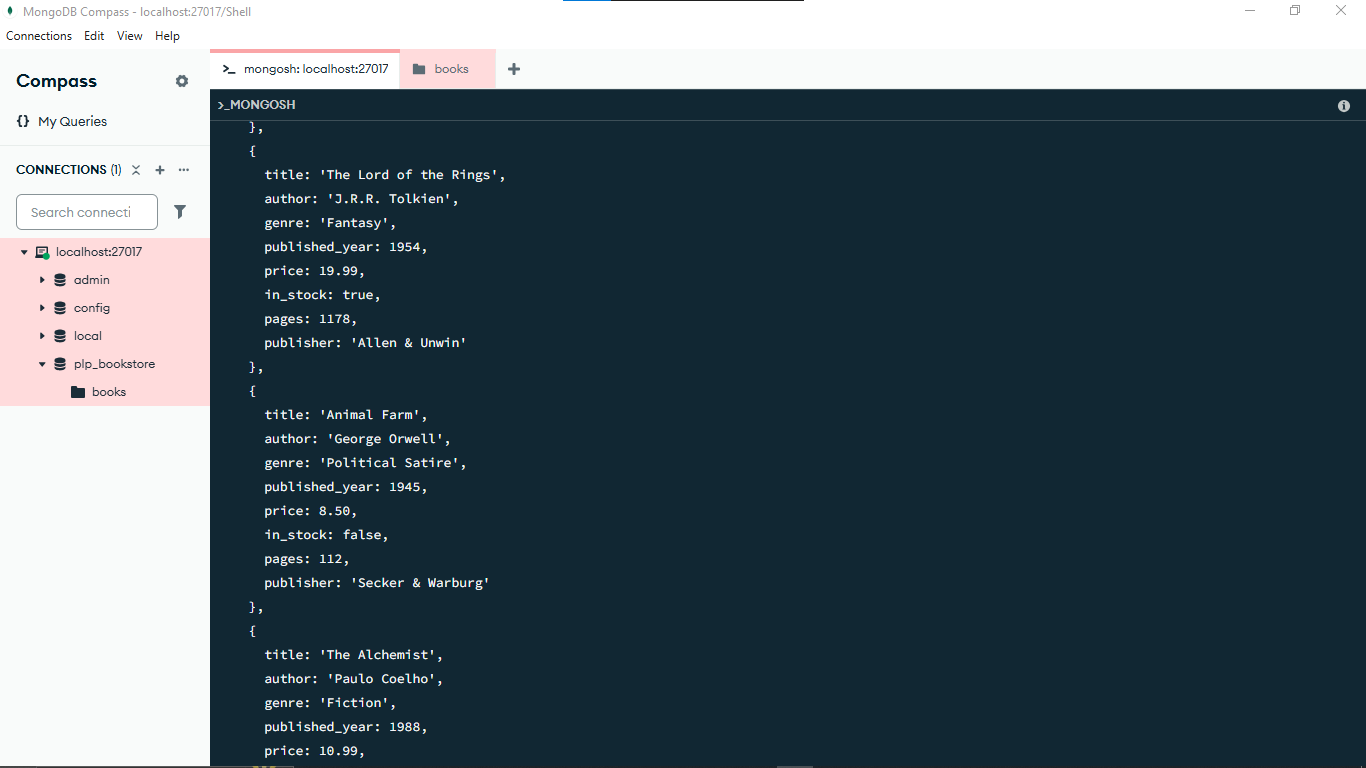 MongoDB Compass - localhost:27017/Shell
Connections Edit View Help
Compass
{} My Queries
CONNECTIONS (1)
Search connecti
localhost:27017
admin
config
local
plp_bookstore
books
>_ mongosh: localhost:27017
books
>_MONGOSH
},
{
title: 'The Lord of the Rings',
author: 'J.R.R. Tolkien',
genre: 'Fantasy',
published_year: 1954,
price: 19.99,
in_stock: true,
pages: 1178,
publisher: 'Allen & Unwin'
},
{
title: 'Animal Farm',
author: 'George Orwell',
genre: 'Political Satire',
published_year: 1945,
price: 8.50,
in_stock: false,
pages: 112,
publisher: 'Secker & Warburg'
},
{
title: 'The Alchemist',
author: 'Paulo Coelho',
genre: 'Fiction',
published_year: 1988,
price: 10.99,